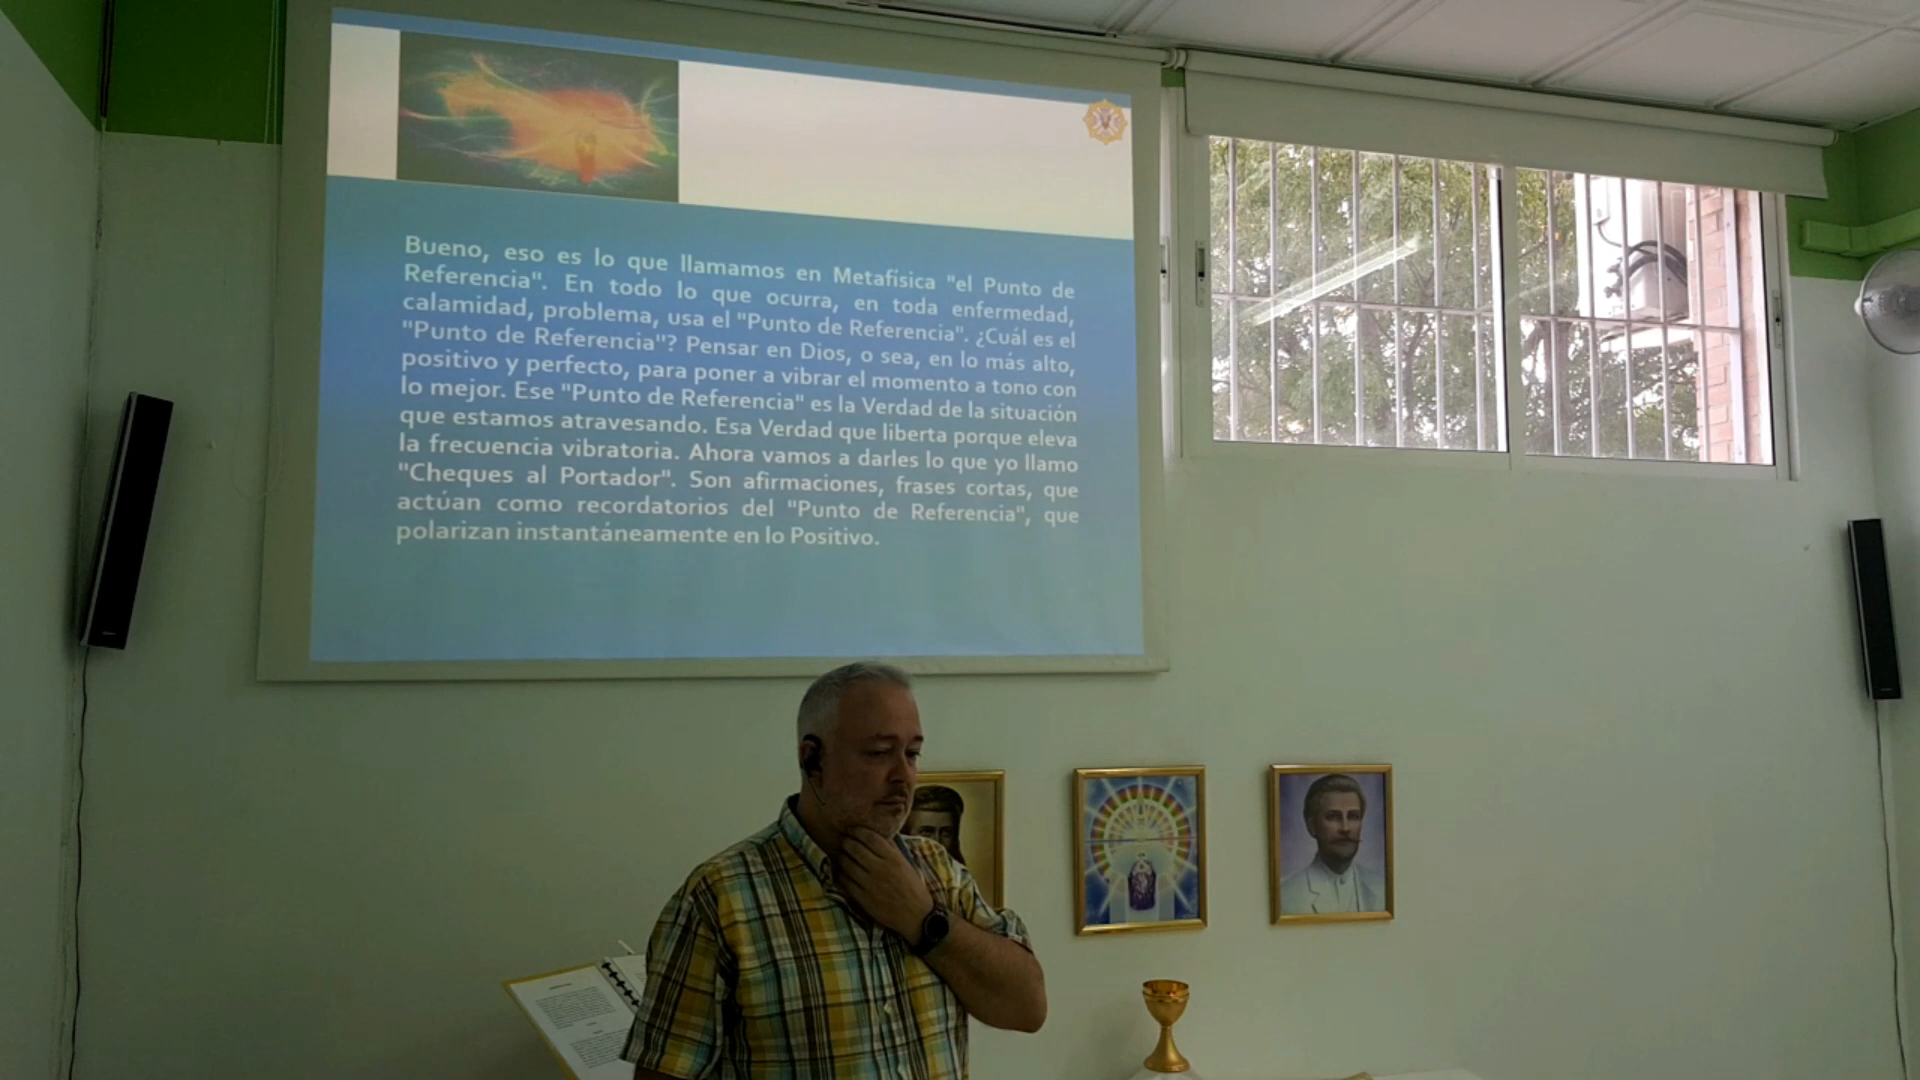 Bueno, eso es lo que llamamos en Metafísica "el Punto de
Referencia". En todo lo que ocurra, en toda enfermedad,
calamidad, problema, usa el "Punto de Referencia". ¿Cuál es el
"Punto de Referencia"? Pensar en Dios, o sea, en lo más alto,
positivo y perfecto, para poner a vibrar el momento a tono con
lo mejor. Ese "Punto de Referencia" es la Verdad de la situación
que estamos atravesando. Esa Verdad que liberta porque eleva
la frecuencia vibratoria. Ahora vamos a darles lo que yo llamo
"Cheques al Portador". Son afirmaciones, frases cortas, que
actúan como recordatorios del "Punto de Referencia", que
polarizan instantáneamente en lo Positivo.